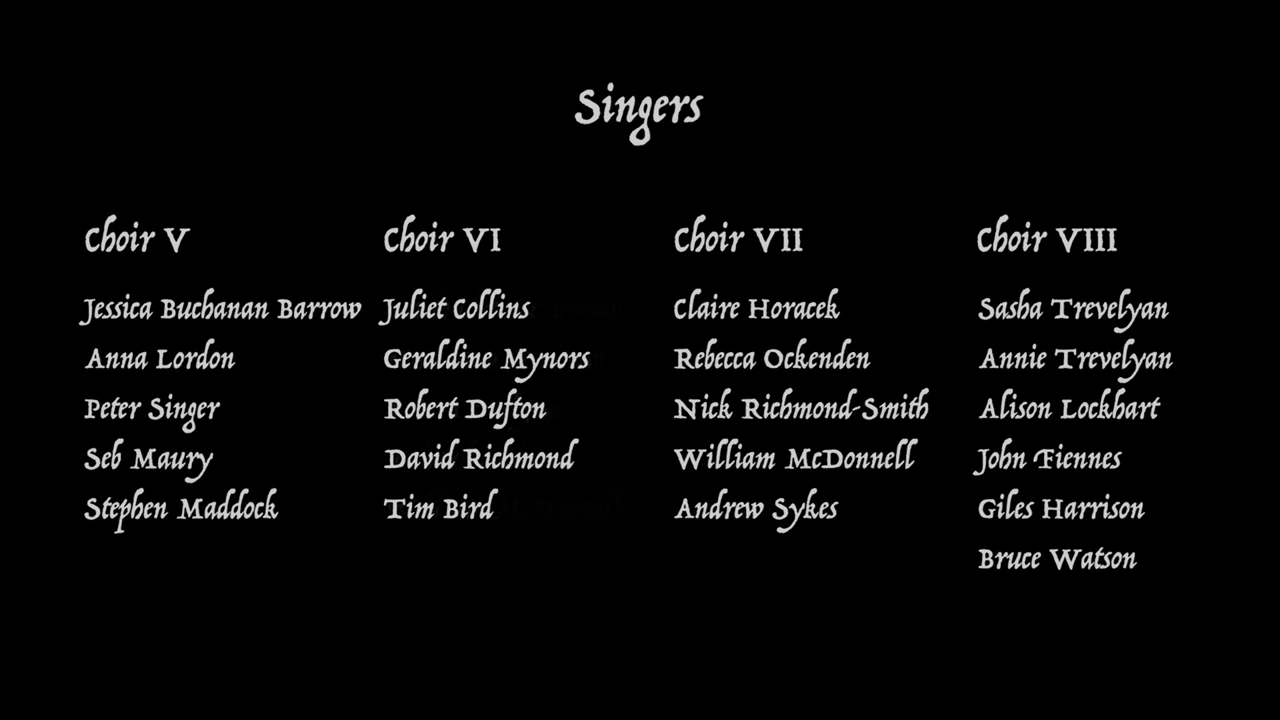 Singers
Choir V
Jessica Buchanan Barrow
Anna Lordon
Peter Singer
Seb Maury
Stephen Maddock
Choir VI
Juliet Collins
Geraldine Mynors
Robert Dufton
David Richmond
Tim Bird
Choir VII
Claire Horacek
Rebecca Ockenden
Nick Richmond-Smith
William McDonnell
Andrew Sykes
Choir VIII
Sasha Trevelyan
Annie Trevelyan
Alison Lockhart
John Fiennes
Giles Harrison
Bruce Watson